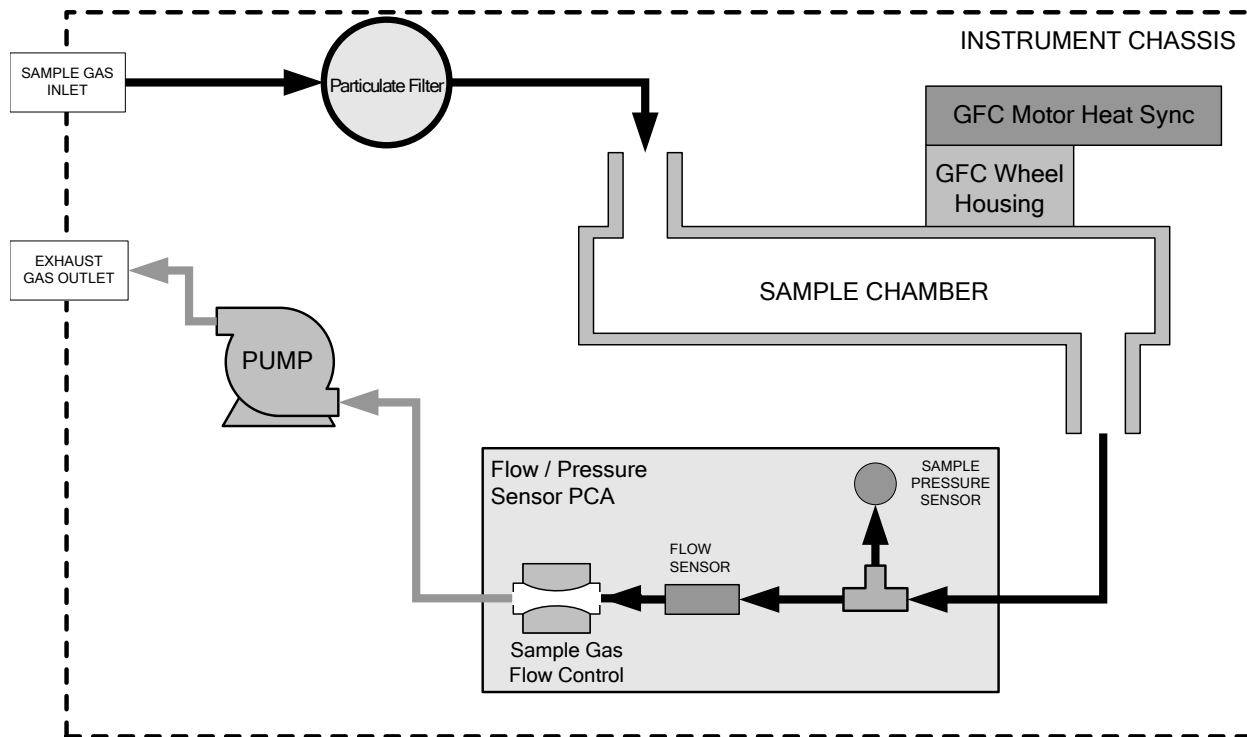 INSTRUMENT CHASSIS
SAMPLE GAS
INLET
Particulate Filter
GFC Motor Heat Sync
GFC Wheel
Housing
EXHAUST
GAS OUTLET
SAMPLE CHAMBER
PUMP
Flow / Pressure
Sensor PCA
SAMPLE
PRESSURE
SENSOR
FLOW
SENSOR
Sample Gas
Flow Control